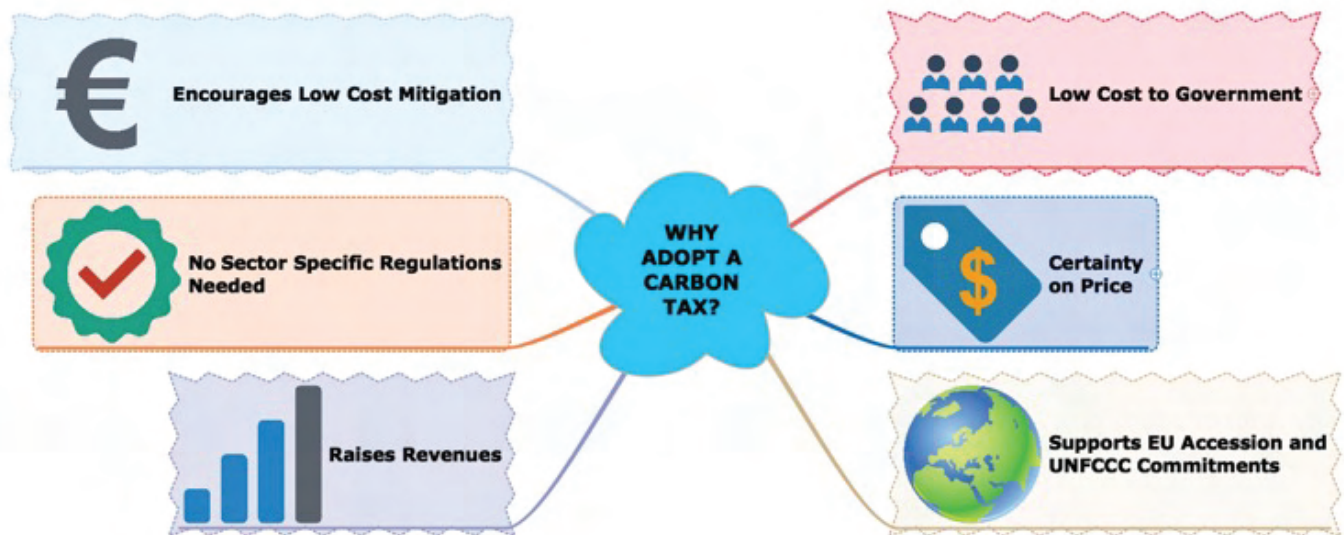 Encourages Low Cost Mitigation
No Sector Specific Regulations
Needed
Raises Revenues
WHY
ADOPT A
CARBON
TAX?
Low Cost to Government
$
Certainty
on Price
Supports EU Accession and
UNFCCC Commitments
€